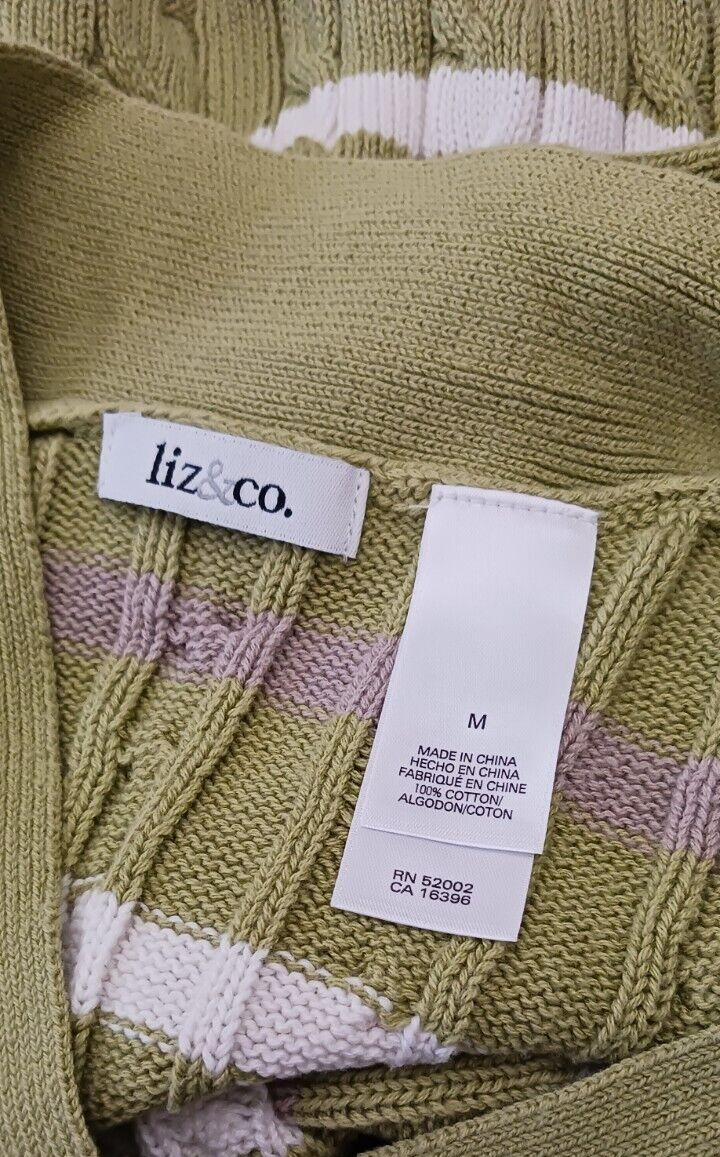 liz&co.
M
MADE IN CHINA
HECHO EN CHINA
FABRIQUÉ EN CHINE
100% COTTON/
ALGODON/COTON
RN 52002
CA 16396